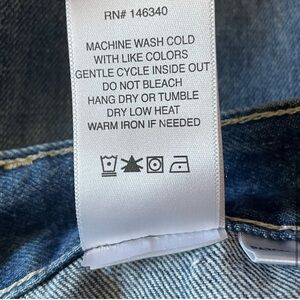 RN# 146340
MACHINE WASH COLD
WITH LIKE COLORS
GENTLE CYCLE INSIDE OUT
DO NOT BLEACH
HANG DRY OR TUMBLE
DRY LOW HEAT
WARM IRON IF NEEDED